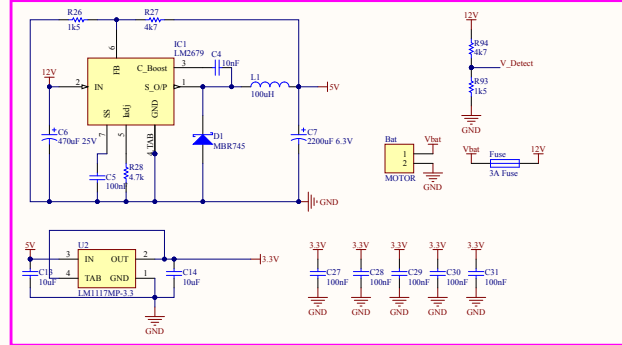 R26
1k5
R27
4k7
IC1
LM2679
C4
10nF
6
FB
C_Boost
3
12V
2
IN
S_O/P
1
L1
100uH
5V
SS
Iadj
GND
7
5
4, TAB
C6
470uF 25V
D1
MBR745
C7
2200uF 6.3V
C5
100nF
R28
4.7k
GND
12V
R94
4k7
V_Detect
R93
1k5
GND
Bat
Vbat
1
2
MOTOR
GND
Vbat
Fuse
12V
3A Fuse
5V
U2
3
IN
OUT
2
3.3V
4
TAB
GND
1
C13
10uF
C14
10uF
LM1117MP-3.3
GND
3.3V 3.3V 3.3V 3.3V 3.3V
C27 C28 C29 C30 C31
100nF 100nF 100nF 100nF 100nF
GND GND GND GND GND